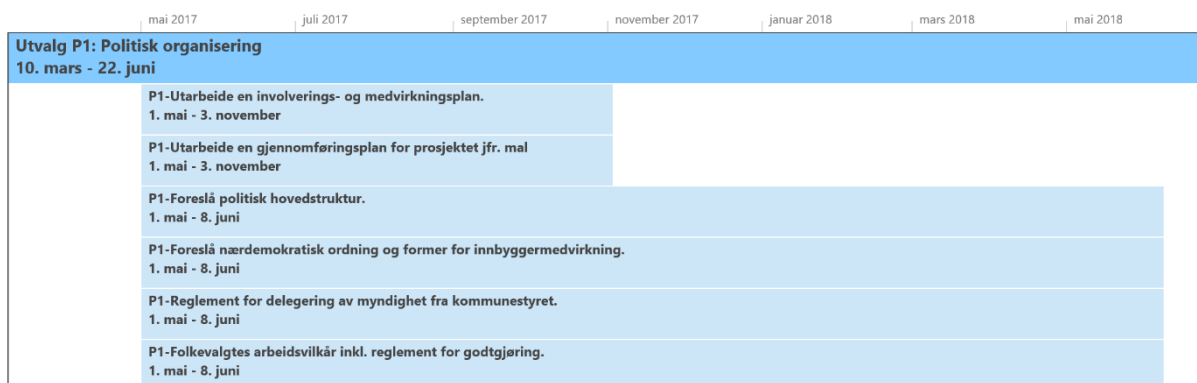 mai 2017 juli 2017 september 2017 november 2017 januar 2018 mars 2018 mai 2018
Utvalg P1: Politisk organisering
10. mars - 22. juni
P1-Utarbeide en involverings- og medvirkningsplan.
1. mai - 3. november
P1-Utarbeide en gjennomføringsplan for prosjektet jfr. mal
1. mai - 3. november
P1-Foreslå politisk hovedstruktur.
1. mai - 8. juni
P1-Foreslå nærdemokratisk ordning og former for innbyggermedvirkning.
1. mai - 8. juni
P1-Reglement for delegering av myndighet fra kommunestyret.
1. mai - 8. juni
P1-Folkevalgtes arbeidsvilkår inkl. reglement for godtgjøring.
1. mai - 8. juni